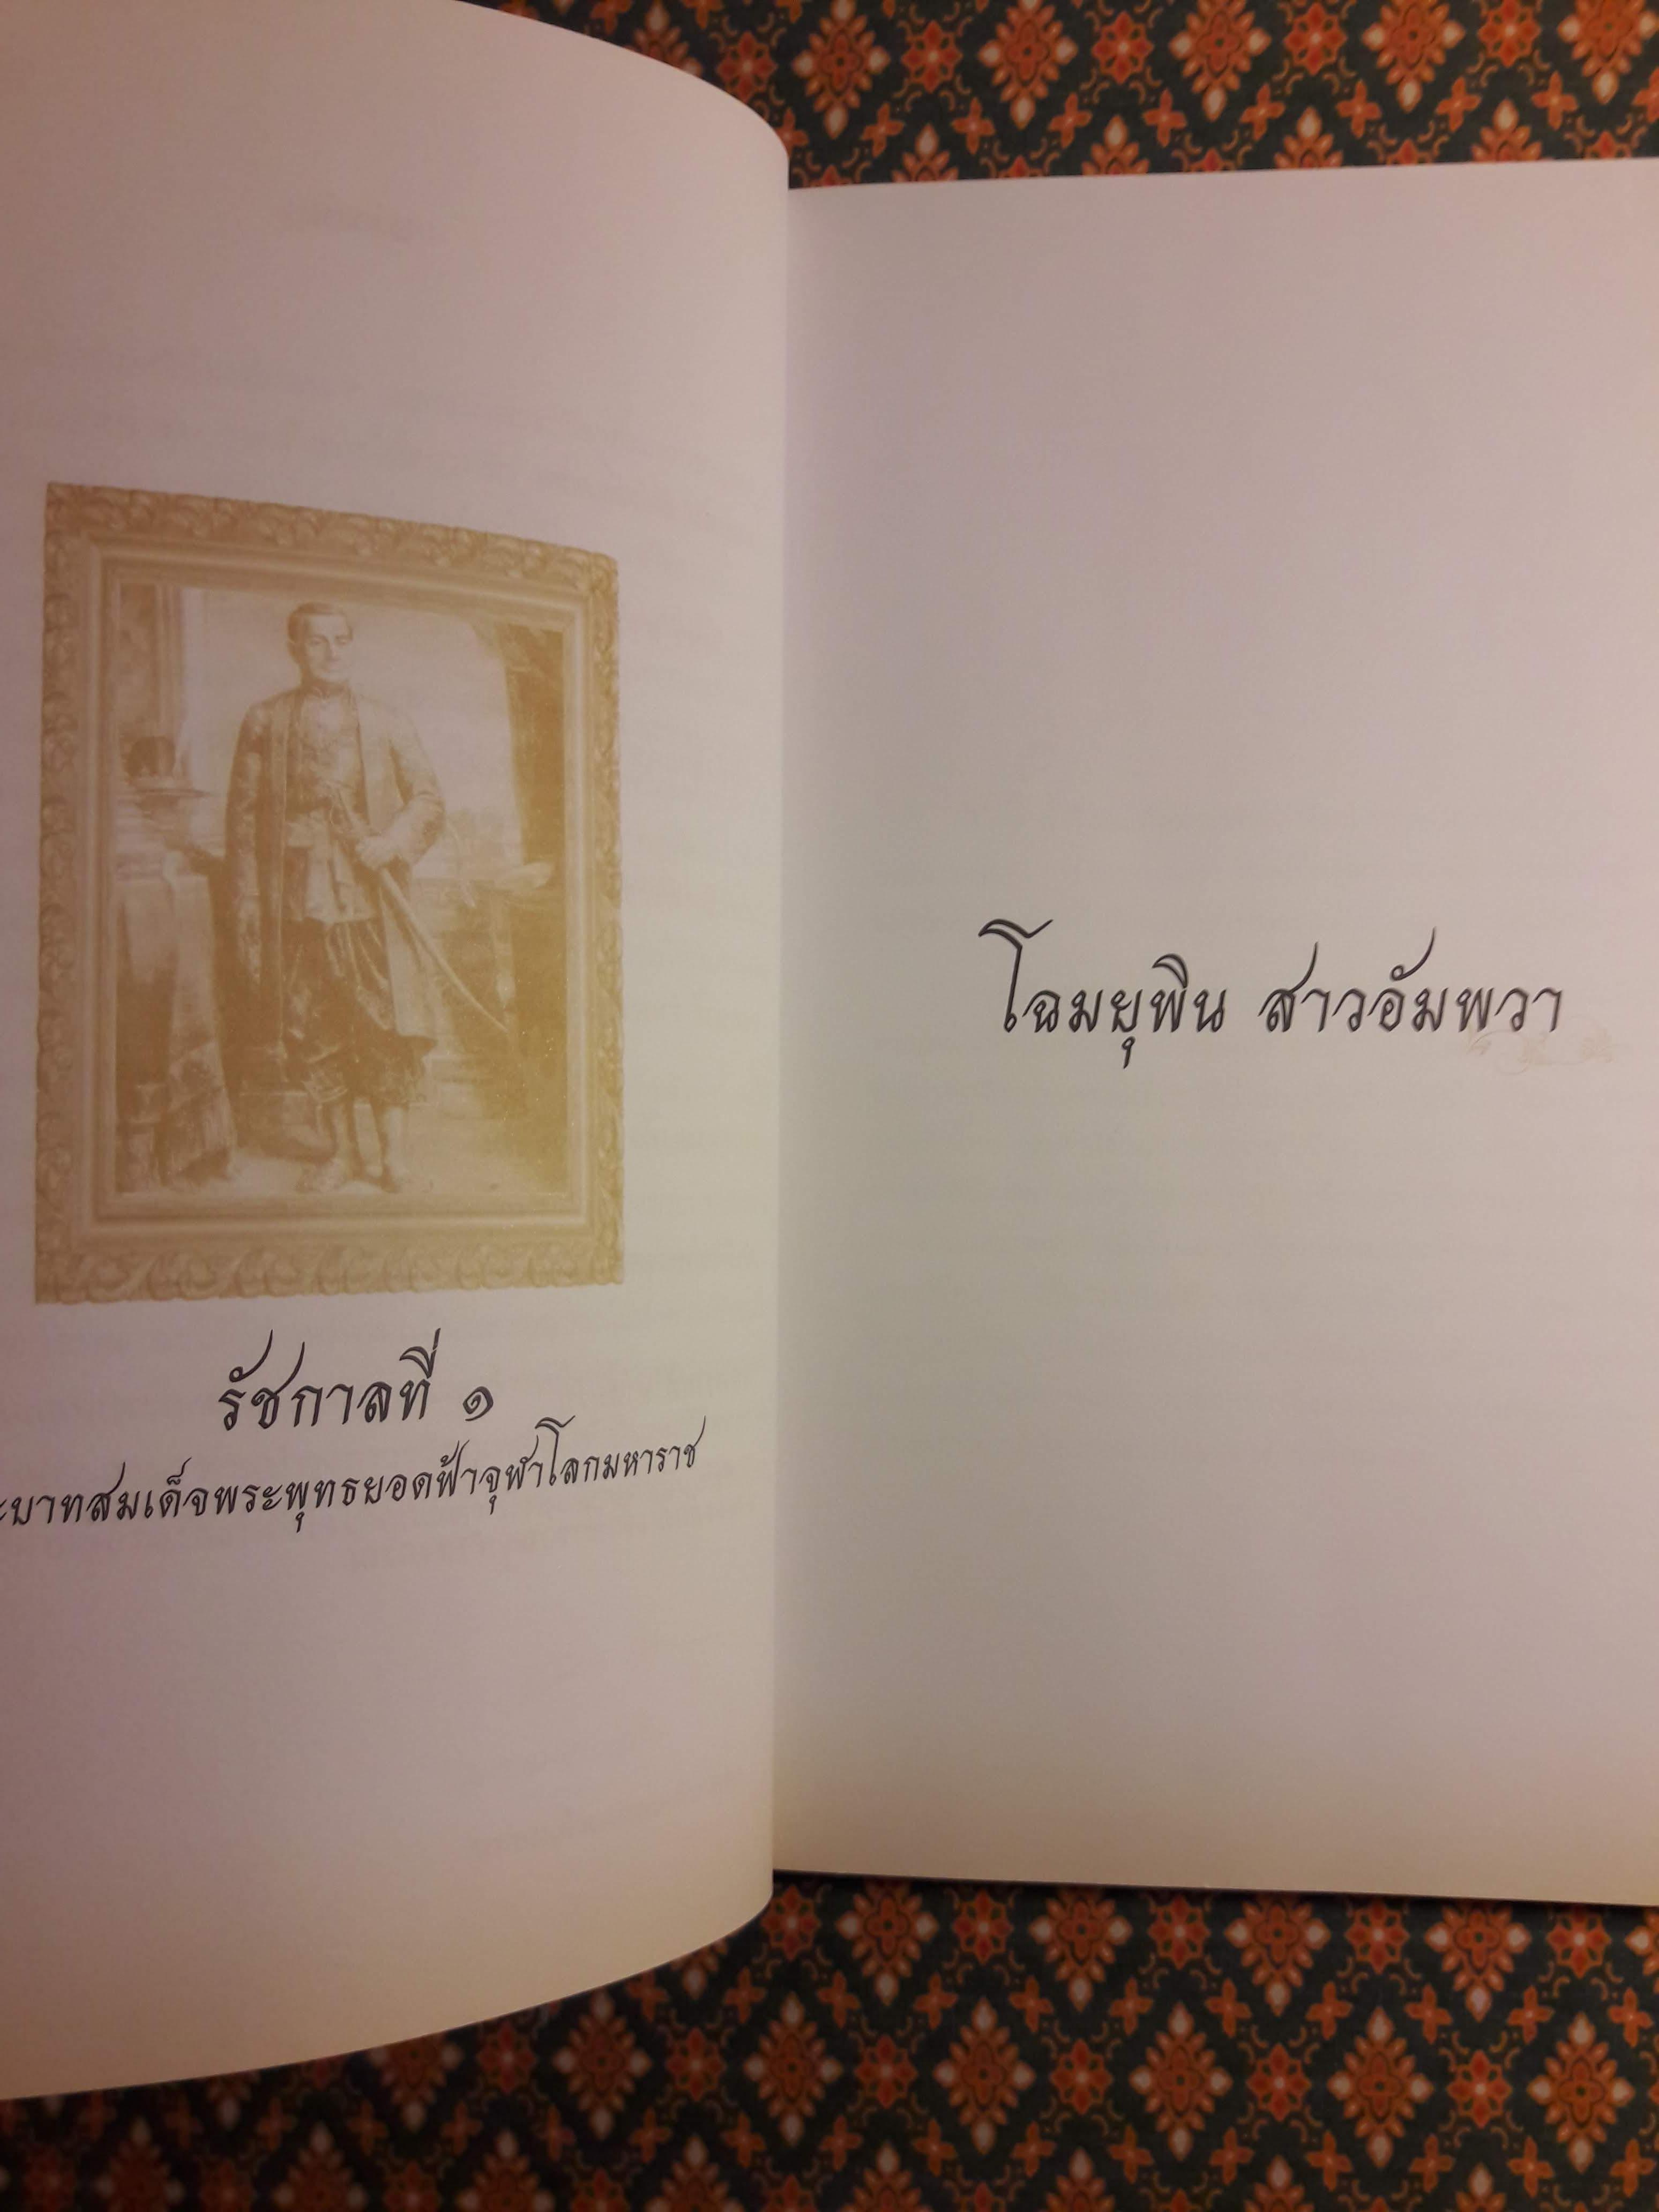 รัชกาลที่ ๑
ะบาทสมเด็จพระพุทธยอดฟ้าจุฬาโลกมหาราช
โฉมยุพิน สาวอัมพวา